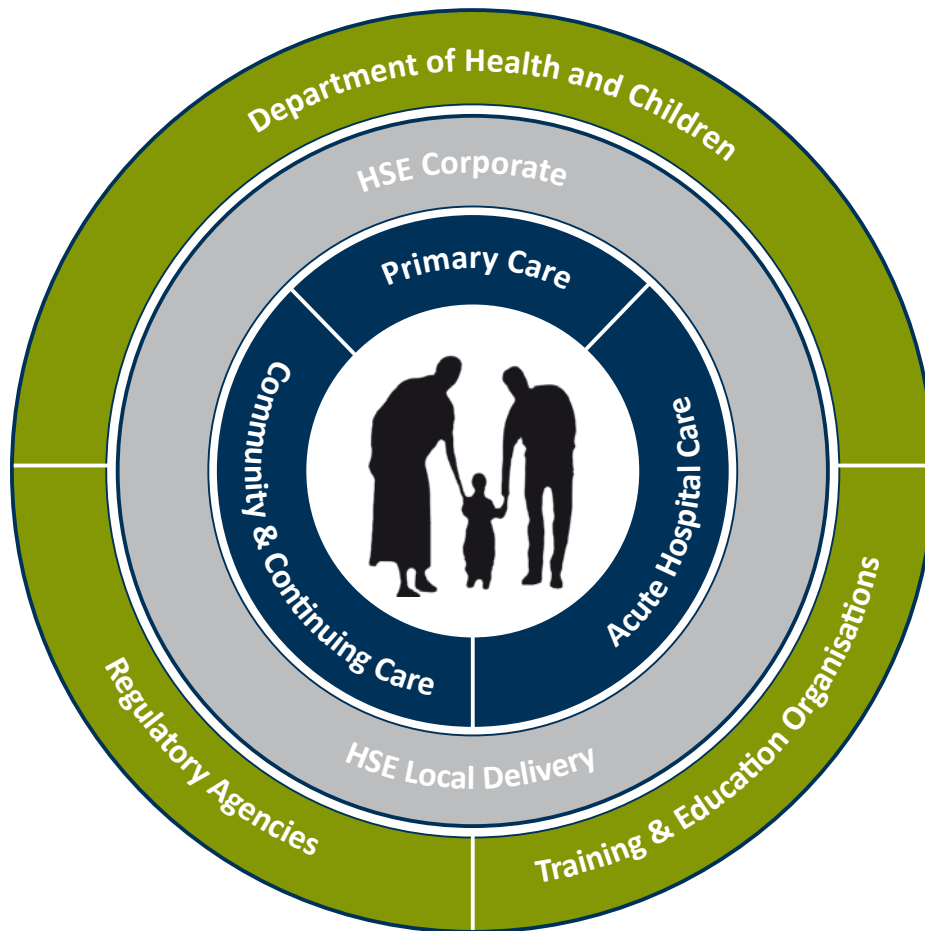 Department of Health and Children
HSE Corporate
Primary Care
Community & Continuing Care
Acute Hospital Care
HSE Local Delivery
Regulatory Agencies
Training & Education Organisations